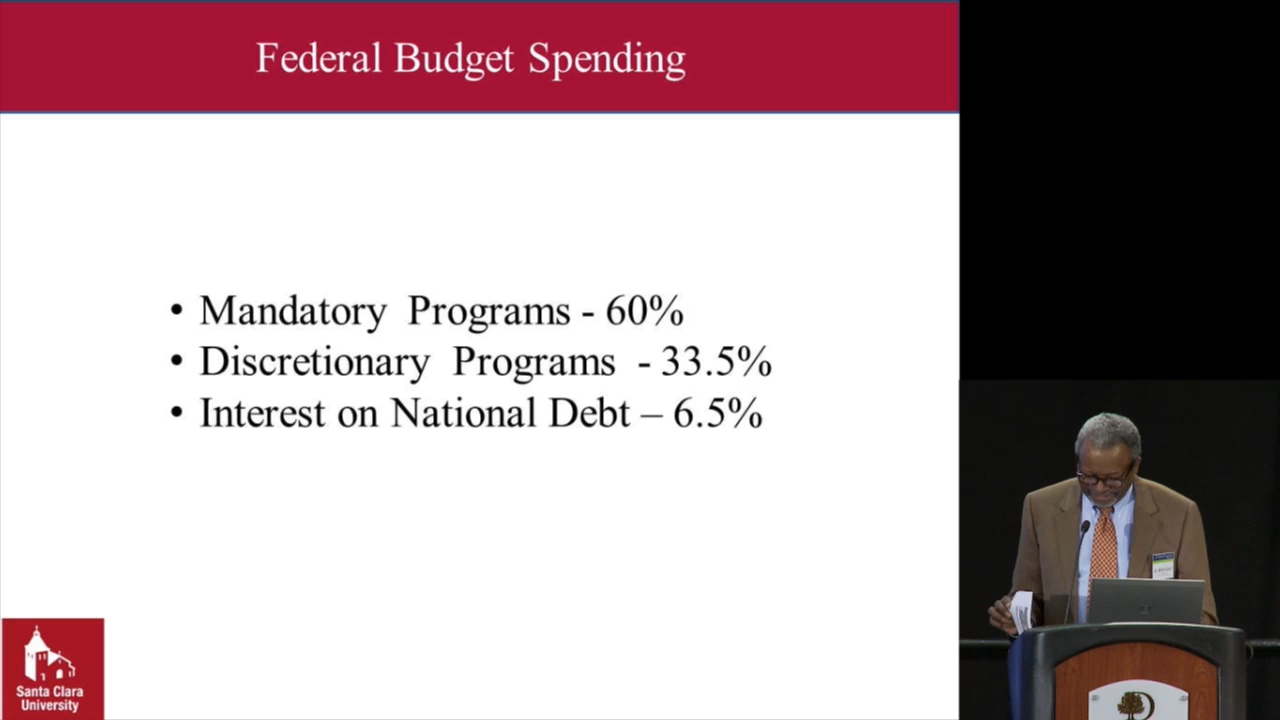 Federal Budget Spending
• Mandatory Programs - 60%
• Discretionary Programs - 33.5%
• Interest on National Debt – 6.5%
Santa Clara
University
D